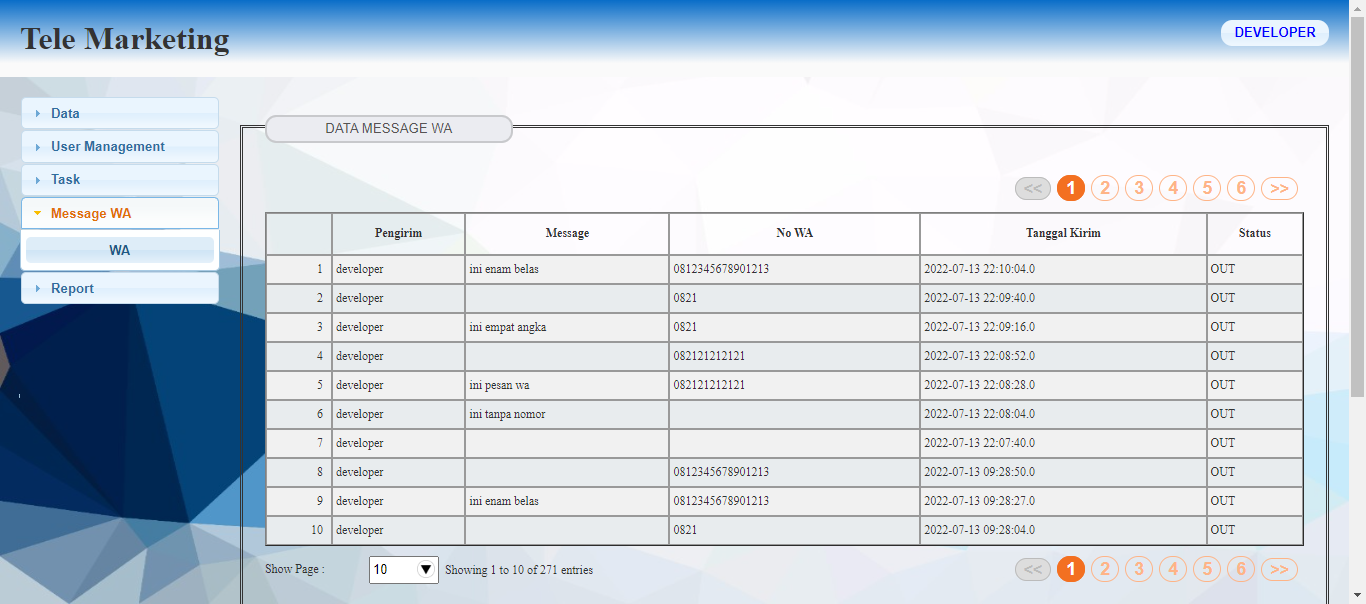 Tele Marketing
DEVELOPER
Data
User Management
Task
Message WA
WA
Report
DATA MESSAGE WA
<< 1 2 3 4 5 6 >>
Pengirim Message No WA Tanggal Kirim Status
1 developer ini enam belas 0812345678901213 2022-07-13 22:10:04.0 OUT
2 developer 0821 2022-07-13 22:09:40.0 OUT
3 developer ini empat angka 0821 2022-07-13 22:09:16.0 OUT
4 developer 082121212121 2022-07-13 22:08:52.0 OUT
5 developer ini pesan wa 082121212121 2022-07-13 22:08:28.0 OUT
6 developer ini tanpa nomor 2022-07-13 22:08:04.0 OUT
7 developer 2022-07-13 22:07:40.0 OUT
8 developer 0812345678901213 2022-07-13 09:28:50.0 OUT
9 developer ini enam belas 0812345678901213 2022-07-13 09:28:27.0 OUT
10 developer 0821 2022-07-13 09:28:04.0 OUT
Show Page : 10 Showing 1 to 10 of 271 entries << 1 2 3 4 5 6 >>